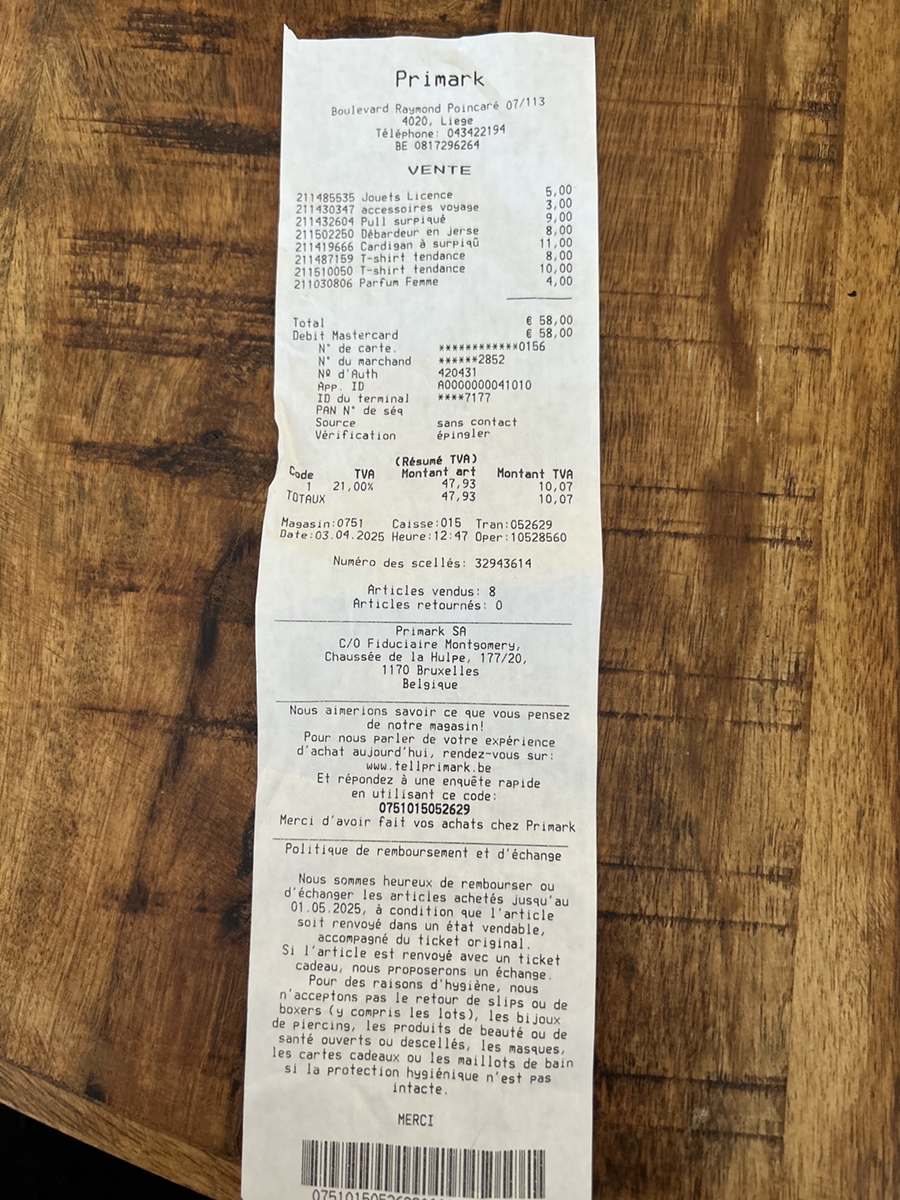 Primark
Boulevard Raymond Poincaré 07/113
4020, Liege
Téléphone: 043422194
BE 0817296264
VENTE
211485535 Jouets Licence 5,00
211430347 accessoires voyage 3,00
211432604 Pull surpiqué 9,00
211502250 Débardeur en jerse 8,00
211419666 Cardigan à surpiqû 11,00
211487159 T-shirt tendance 8,00
211510050 T-shirt tendance 10,00
211030806 Parfum Femme 4,00
Total € 58,00
Debit Mastercard € 58,00
N° de carte. ************0156
N° du marchand ******2852
Nº d'Auth 420431
App. ID A0000000041010
ID du terminal ****7177
PAN N° de séq
Source sans contact
Vérification épingler
(Résumé TVA)
Code TVA Montant art Montant TVA
1 21,00% 47,93 10,07
TOTAUX 47,93 10,07
Magasin:0751 Caisse:015 Tran:052629
Date:03.04.2025 Heure:12:47 Oper:10528560
Numéro des scellés: 32943614
Articles vendus: 8
Articles retournés: 0
Primark SA
C/O Fiduciaire Montgomery,
Chaussée de la Hulpe, 177/20,
1170 Bruxelles
Belgique
Nous aimerions savoir ce que vous pensez
de notre magasin!
Pour nous parler de votre expérience
d'achat aujourd'hui, rendez-vous sur:
www.tellprimark.be
Et répondez à une enquête rapide
en utilisant ce code:
0751015052629
Merci d'avoir fait vos achats chez Primark
Politique de remboursement et d'échange
Nous sommes heureux de rembourser ou
d'échanger les articles achetés jusqu'au
01.05.2025, à condition que l'article
soit renvoyé dans un état vendable,
accompagné du ticket original.
Si l'article est renvoyé avec un ticket
cadeau, nous proposerons un échange.
Pour des raisons d'hygiène, nous
n'acceptons pas le retour de slips ou de
boxers (y compris les lots), les bijoux
de piercing, les produits de beauté ou de
santé ouverts ou descellés, les masques,
les cartes cadeaux ou les maillots de bain
si la protection hygiénique n'est pas
intacte.
MERCI